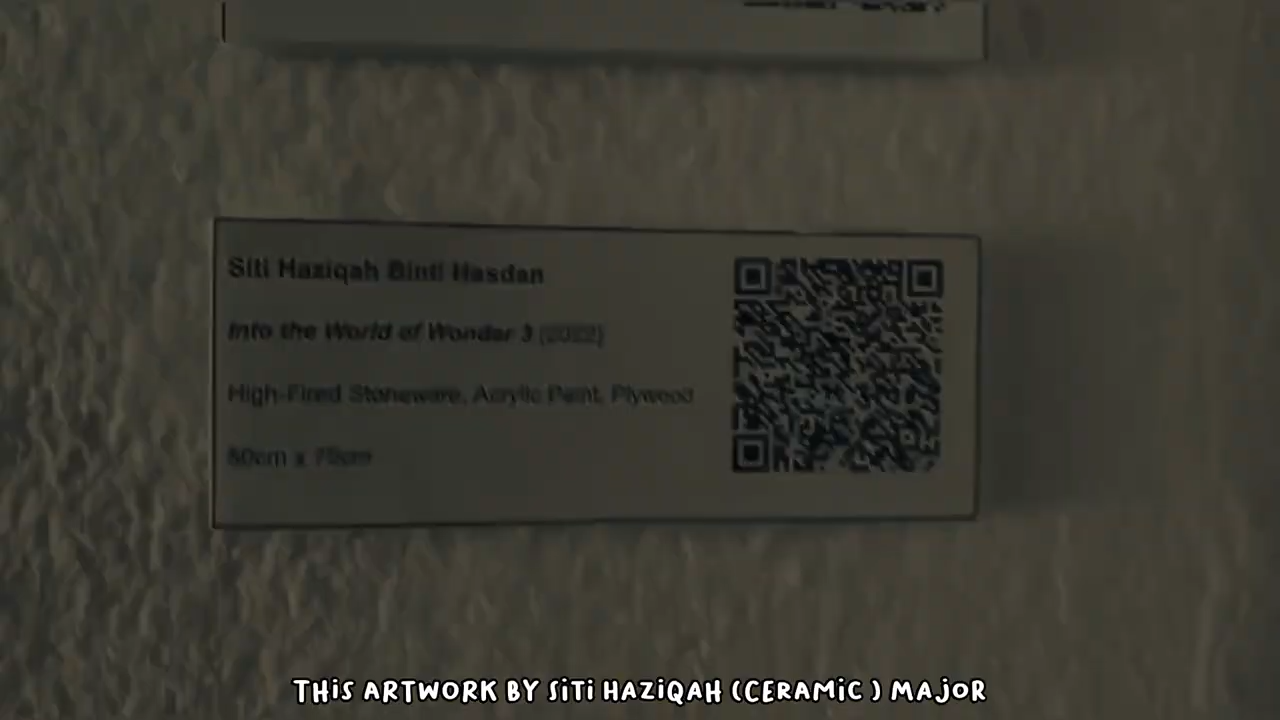 Siti Haziqah Binti Hasdan
Into the World of Wonder 3 (2022)
High-Fired Stoneware, Acrylic Paint, Plywood
x
THIS ARTWORK BY SITI HAZIQAH (CERAMIC ) MAJOR